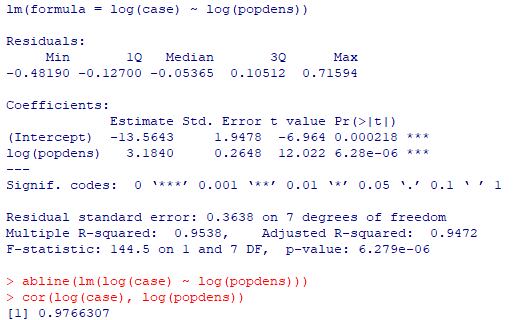 lm(formula = log(case) ~ log(popdens))
Residuals:
Min 1Q Median 3Q Max
-0.48190 -0.12700 -0.05365 0.10512 0.71594
Coefficients:
Estimate Std. Error t value Pr(>|t|)
(Intercept) -13.5643 1.9478 -6.964 0.000218 ***
log(popdens) 3.1840 0.2648 12.022 6.28e-06 ***
---
Signif. codes: 0 ‘***’ 0.001 ‘**’ 0.01 ‘*’ 0.05 ‘.’ 0.1 ‘ ’ 1
Residual standard error: 0.3638 on 7 degrees of freedom
Multiple R-squared: 0.9538, Adjusted R-squared: 0.9472
F-statistic: 144.5 on 1 and 7 DF, p-value: 6.279e-06
> abline(lm(log(case) ~ log(popdens)))
> cor(log(case), log(popdens))
[1] 0.9766307